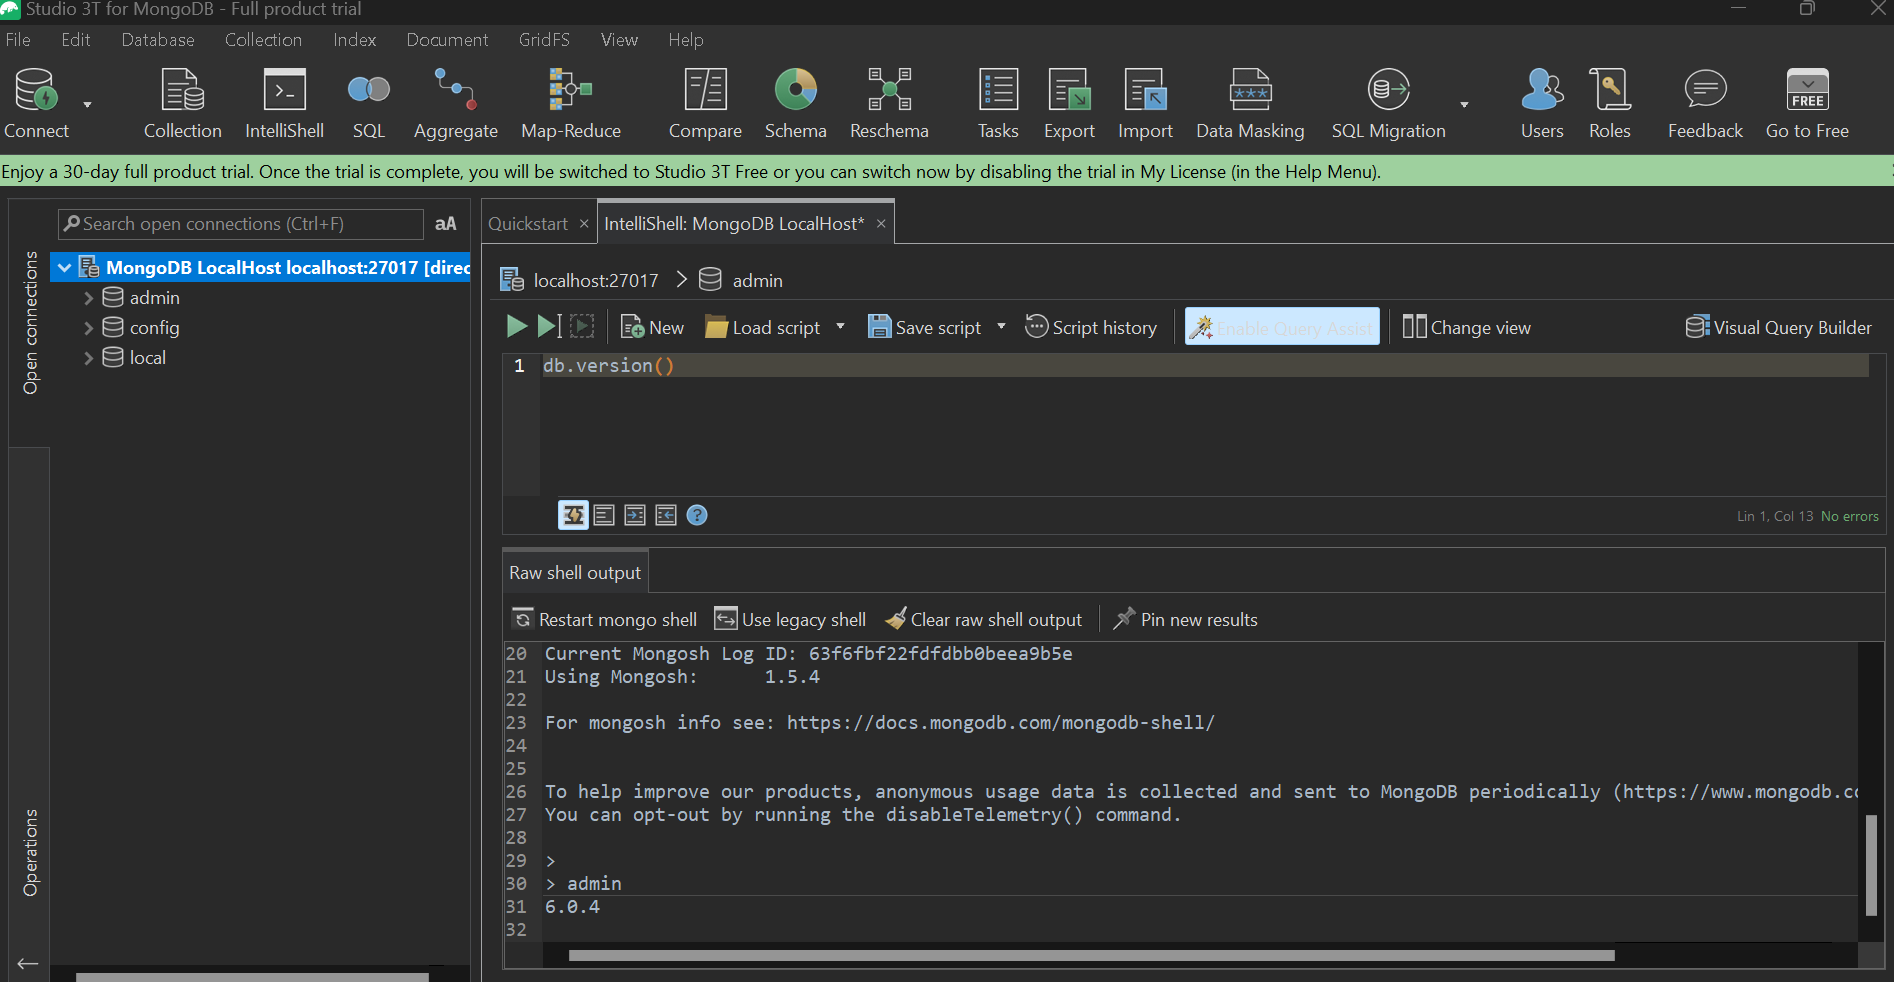 Studio 3T for MongoDB - Full product trial
File Edit Database Collection Index Document GridFS View Help
Connect Collection IntelliShell SQL Aggregate Map-Reduce Compare Schema Reschema Tasks Export Import Data Masking SQL Migration Users Roles Feedback Go to Free
Enjoy a 30-day full product trial. Once the trial is complete, you will be switched to Studio 3T Free or you can switch now by disabling the trial in My License (in the Help Menu).
Open connections
Operations
Search open connections (Ctrl+F) aA
MongoDB LocalHost localhost:27017 [direc
admin
config
local
Quickstart × IntelliShell: MongoDB LocalHost* ×
localhost:27017 > admin
New Load script Save script Script history Enable Query Assist Change view Visual Query Builder
1 db.version()
Lin 1, Col 13 No errors
Raw shell output
Restart mongo shell Use legacy shell Clear raw shell output Pin new results
20 Current Mongosh Log ID: 63f6fbf22fdfdbb0beea9b5e
21 Using Mongosh: 1.5.4
22
23 For mongosh info see: https://docs.mongodb.com/mongodb-shell/
24
25
26 To help improve our products, anonymous usage data is collected and sent to MongoDB periodically (https://www.mongodb.co
27 You can opt-out by running the disableTelemetry() command.
28
29 >
30 > admin
31 6.0.4
32